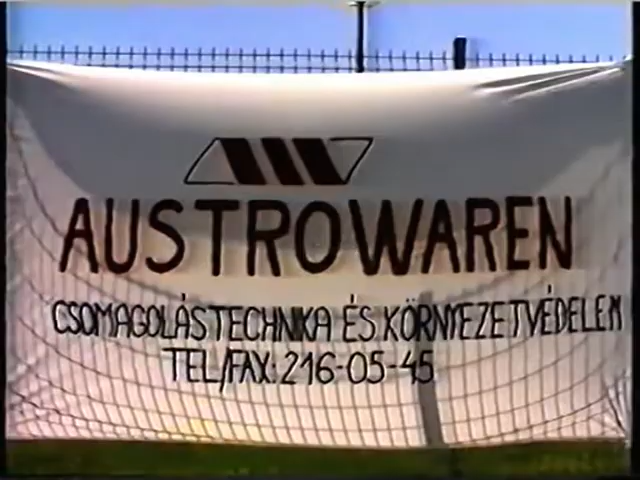 AUSTROWAREN
CSOMAGOLÁSTECHNIKA ÉS KÖRNYEZETVÉDELEM
TEL/FAX: 216-05-45